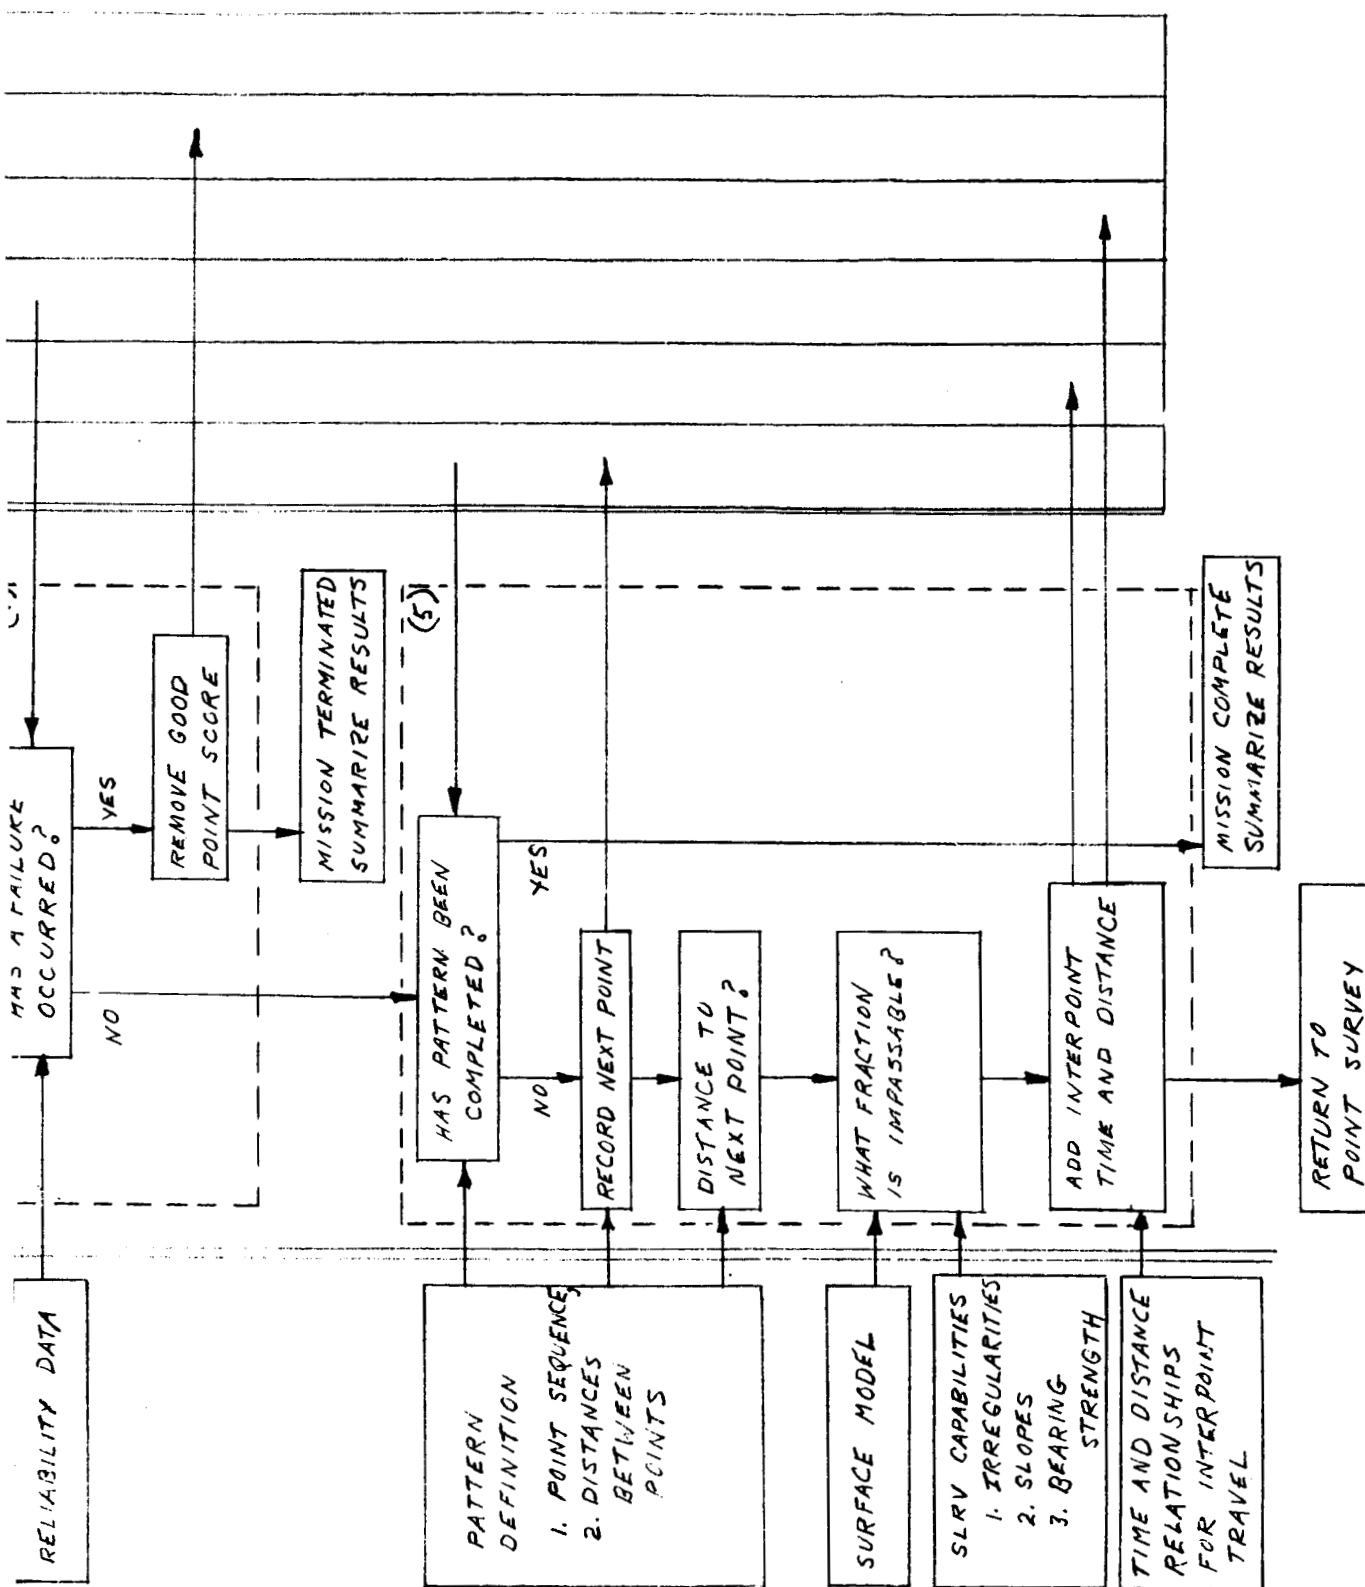 RELIABILITY DATA
HAS A FAILURE
OCCURRED?
YES
NO
REMOVE GOOD
POINT SCORE
MISSION TERMINATED
SUMMARIZE RESULTS
(5)
PATTERN
DEFINITION
1. POINT SEQUENCE,
2. DISTANCES
BETWEEN
POINTS
HAS PATTERN BEEN
COMPLETED?
YES
NO
RECORD NEXT POINT
DISTANCE TO
NEXT POINT?
SURFACE MODEL
WHAT FRACTION
IS IMPASSABLE?
SLRV CAPABILITIES
1. IRREGULARITIES
2. SLOPES
3. BEARING
STRENGTH
TIME AND DISTANCE
RELATIONSHIPS
FOR INTERPOINT
TRAVEL
ADD INTERPOINT
TIME AND DISTANCE
MISSION COMPLETE
SUMMARIZE RESULTS
RETURN TO
POINT SURVEY